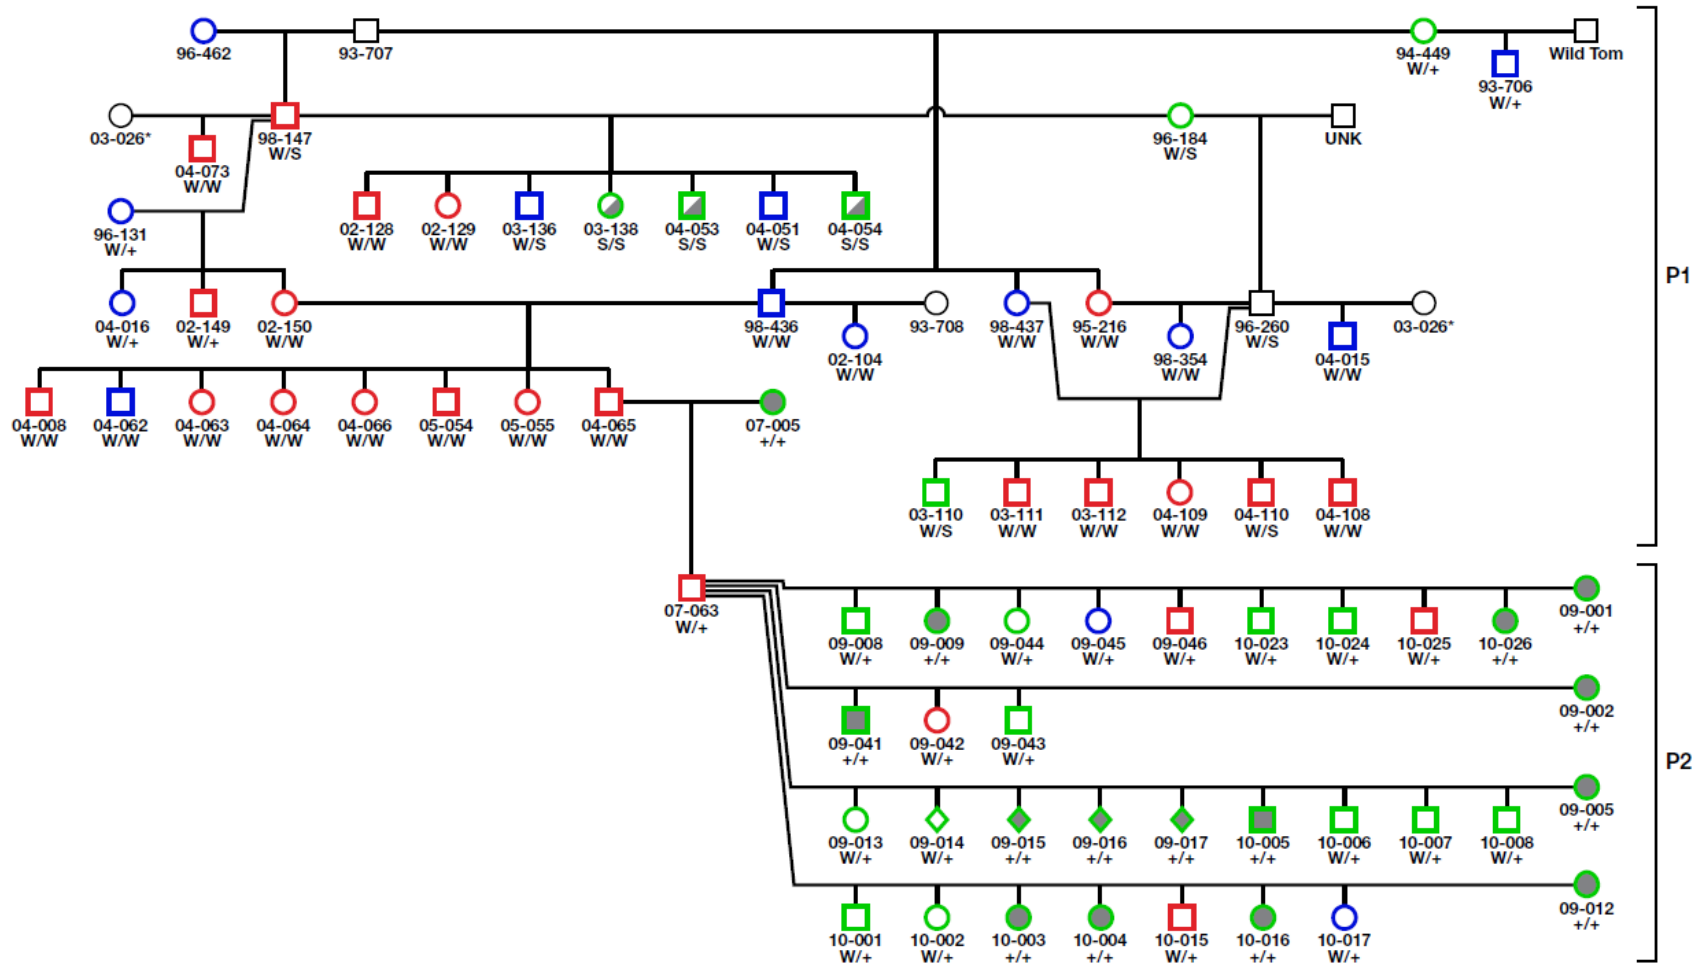 96-462 93-707 94-449 Wild Tom
W/+
93-706
W/+
03-026* 98-147 96-184 UNK
W/S W/S
04-073
W/W
P1
96-131
W/+
02-128 02-129 03-136 03-138 04-053 04-051 04-054
W/W W/W W/S S/S S/S W/S S/S
04-016 02-149 02-150 98-436 93-708 98-437 95-216 96-260 03-026*
W/+ W/+ W/W W/W W/W W/W W/S
02-104 98-354 04-015
W/W W/W W/W
04-008 04-062 04-063 04-064 04-066 05-054 05-055 04-065 07-005
W/W W/W W/W W/W W/W W/W W/W W/W +/+
03-110 03-111 03-112 04-109 04-110 04-108
W/S W/W W/W W/W W/S W/W
07-063
W/+
09-001
+/+
09-008 09-009 09-044 09-045 09-046 10-023 10-024 10-025 10-026
W/+ +/+ W/+ W/+ W/+ W/+ W/+ W/+ +/+
09-002
+/+
09-041 09-042 09-043
+/+ W/+ W/+
P2
09-005
+/+
09-013 09-014 09-015 09-016 09-017 10-005 10-006 10-007 10-008
W/+ W/+ +/+ +/+ +/+ +/+ W/+ W/+ W/+
09-012
+/+
10-001 10-002 10-003 10-004 10-015 10-016 10-017
W/+ W/+ +/+ +/+ W/+ +/+ W/+